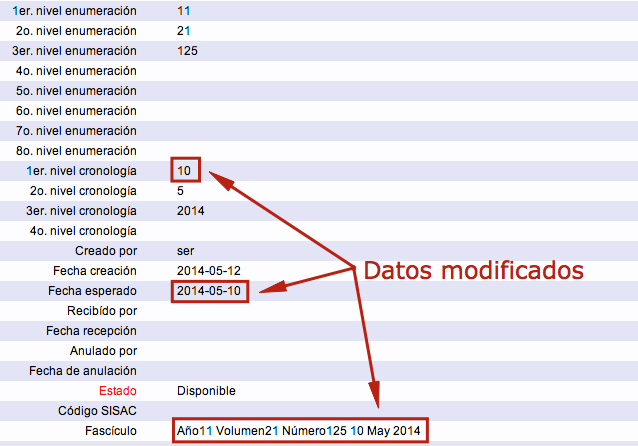 1er. nivel enumeración 11
2o. nivel enumeración 21
3er. nivel enumeración 125
4o. nivel enumeración
5o. nivel enumeración
6o. nivel enumeración
7o. nivel enumeración
8o. nivel enumeración
1er. nivel cronología 10
2o. nivel cronología 5
3er. nivel cronología 2014
4o. nivel cronología
Creado por ser
Fecha creación 2014-05-12
Datos modificados
Fecha esperado 2014-05-10
Recibído por
Fecha recepción
Anulado por
Fecha de anulación
Estado Disponible
Código SISAC
Fascículo Año11 Volumen21 Número125 10 May 2014